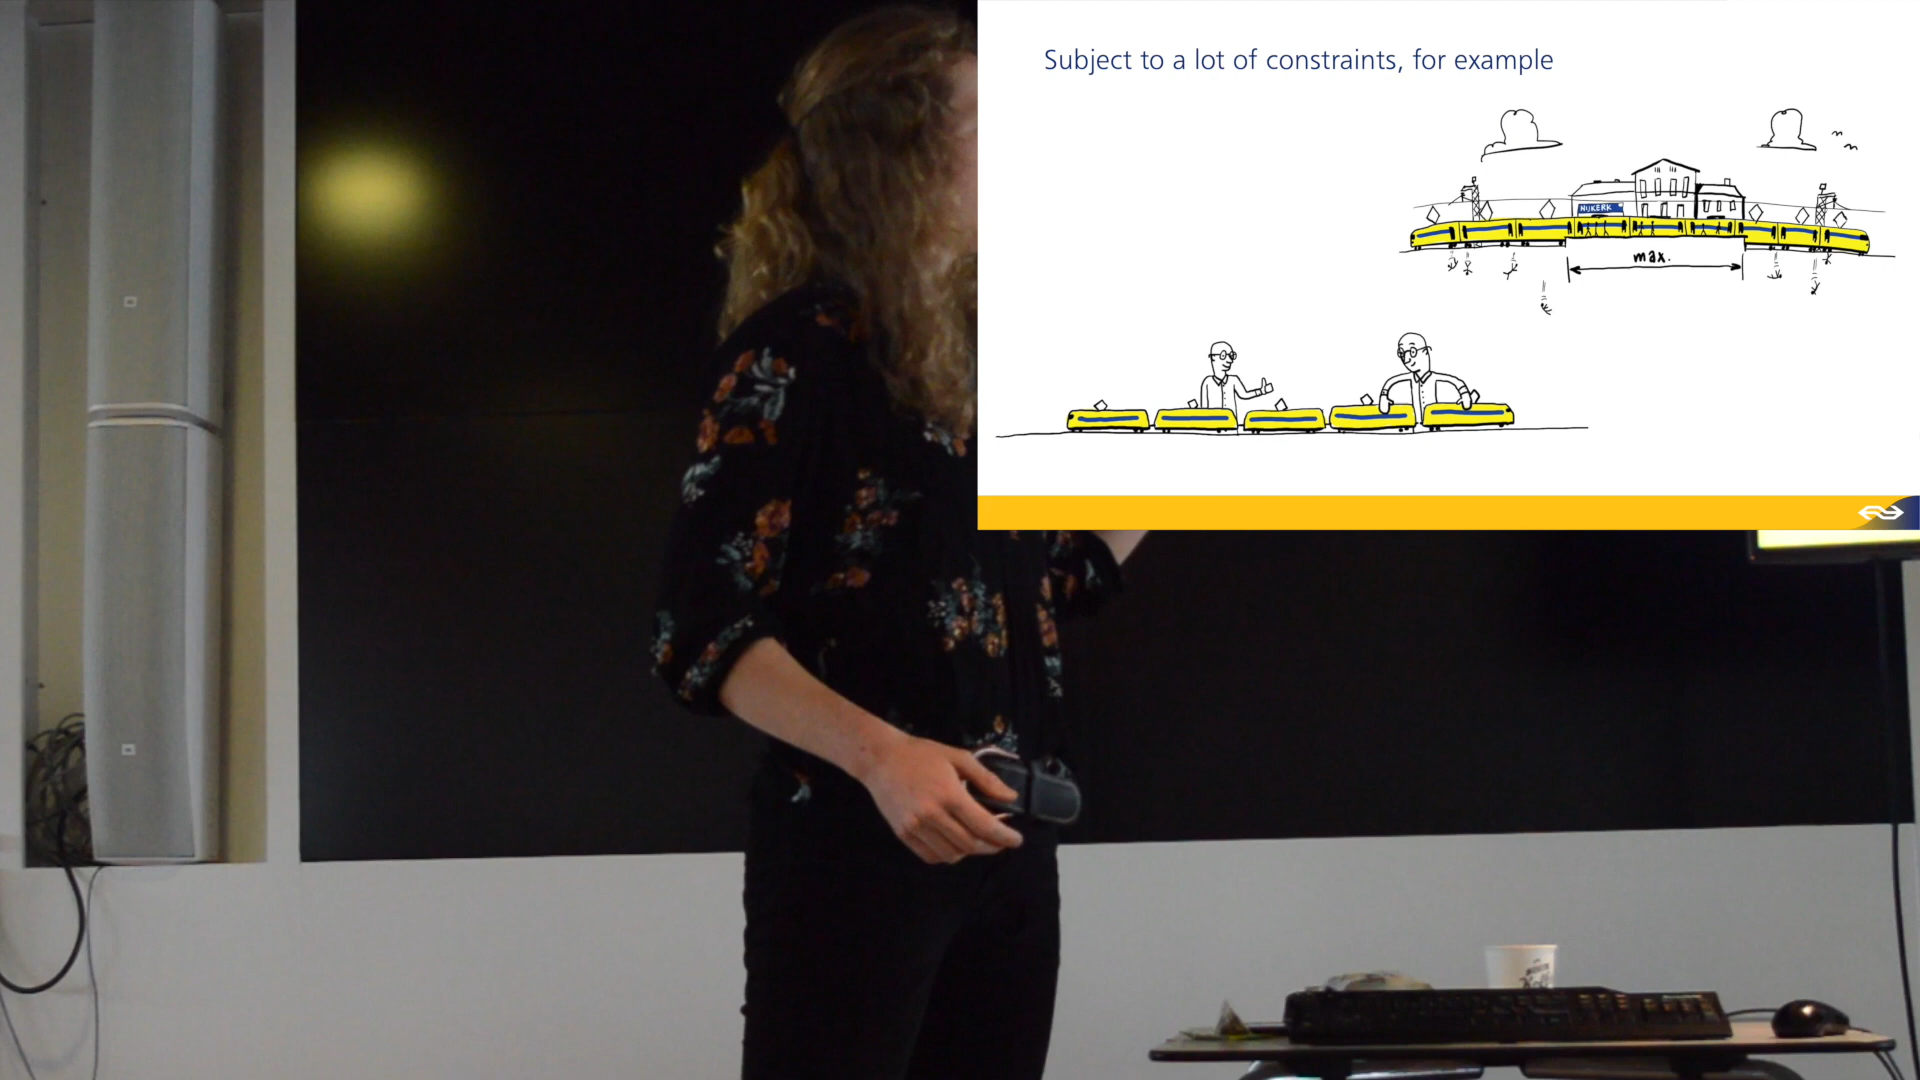 Subject to a lot of constraints, for example
NIJKERK
max.